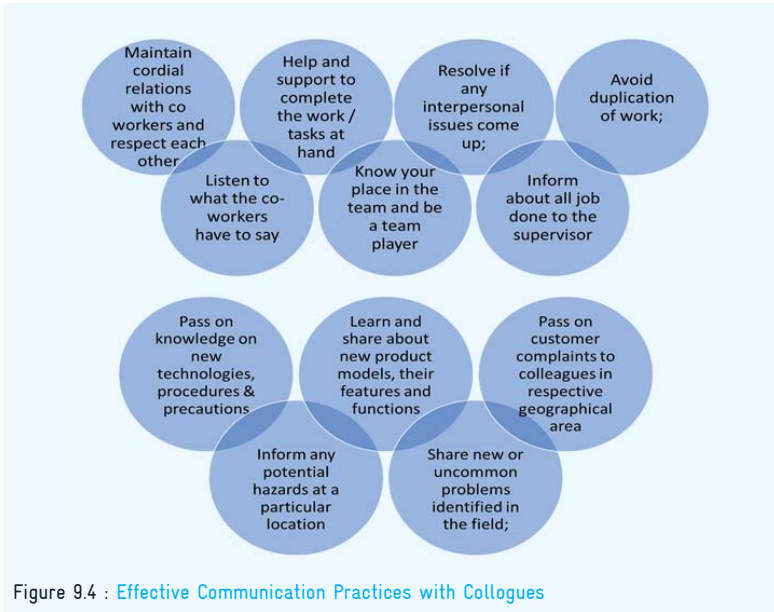 Maintain
cordial
relations
with co
workers and
respect each
other
Help and
support to
complete
the work /
tasks at
hand
Resolve if
any
interpersonal
issues come
up;
Avoid
duplication
of work;
Listen to
what the co-
workers
have to say
Know your
place in the
team and be
a team
player
Inform
about all job
done to the
supervisor
Pass on
knowledge on
new
technologies,
procedures &
precautions
Learn and
share about
new product
models, their
features and
functions
Pass on
customer
complaints to
colleagues in
respective
geographical
area
Inform any
potential
hazards at a
particular
location
Share new or
uncommon
problems
identified in
the field;
Figure 9.4 : Effective Communication Practices with Collogues